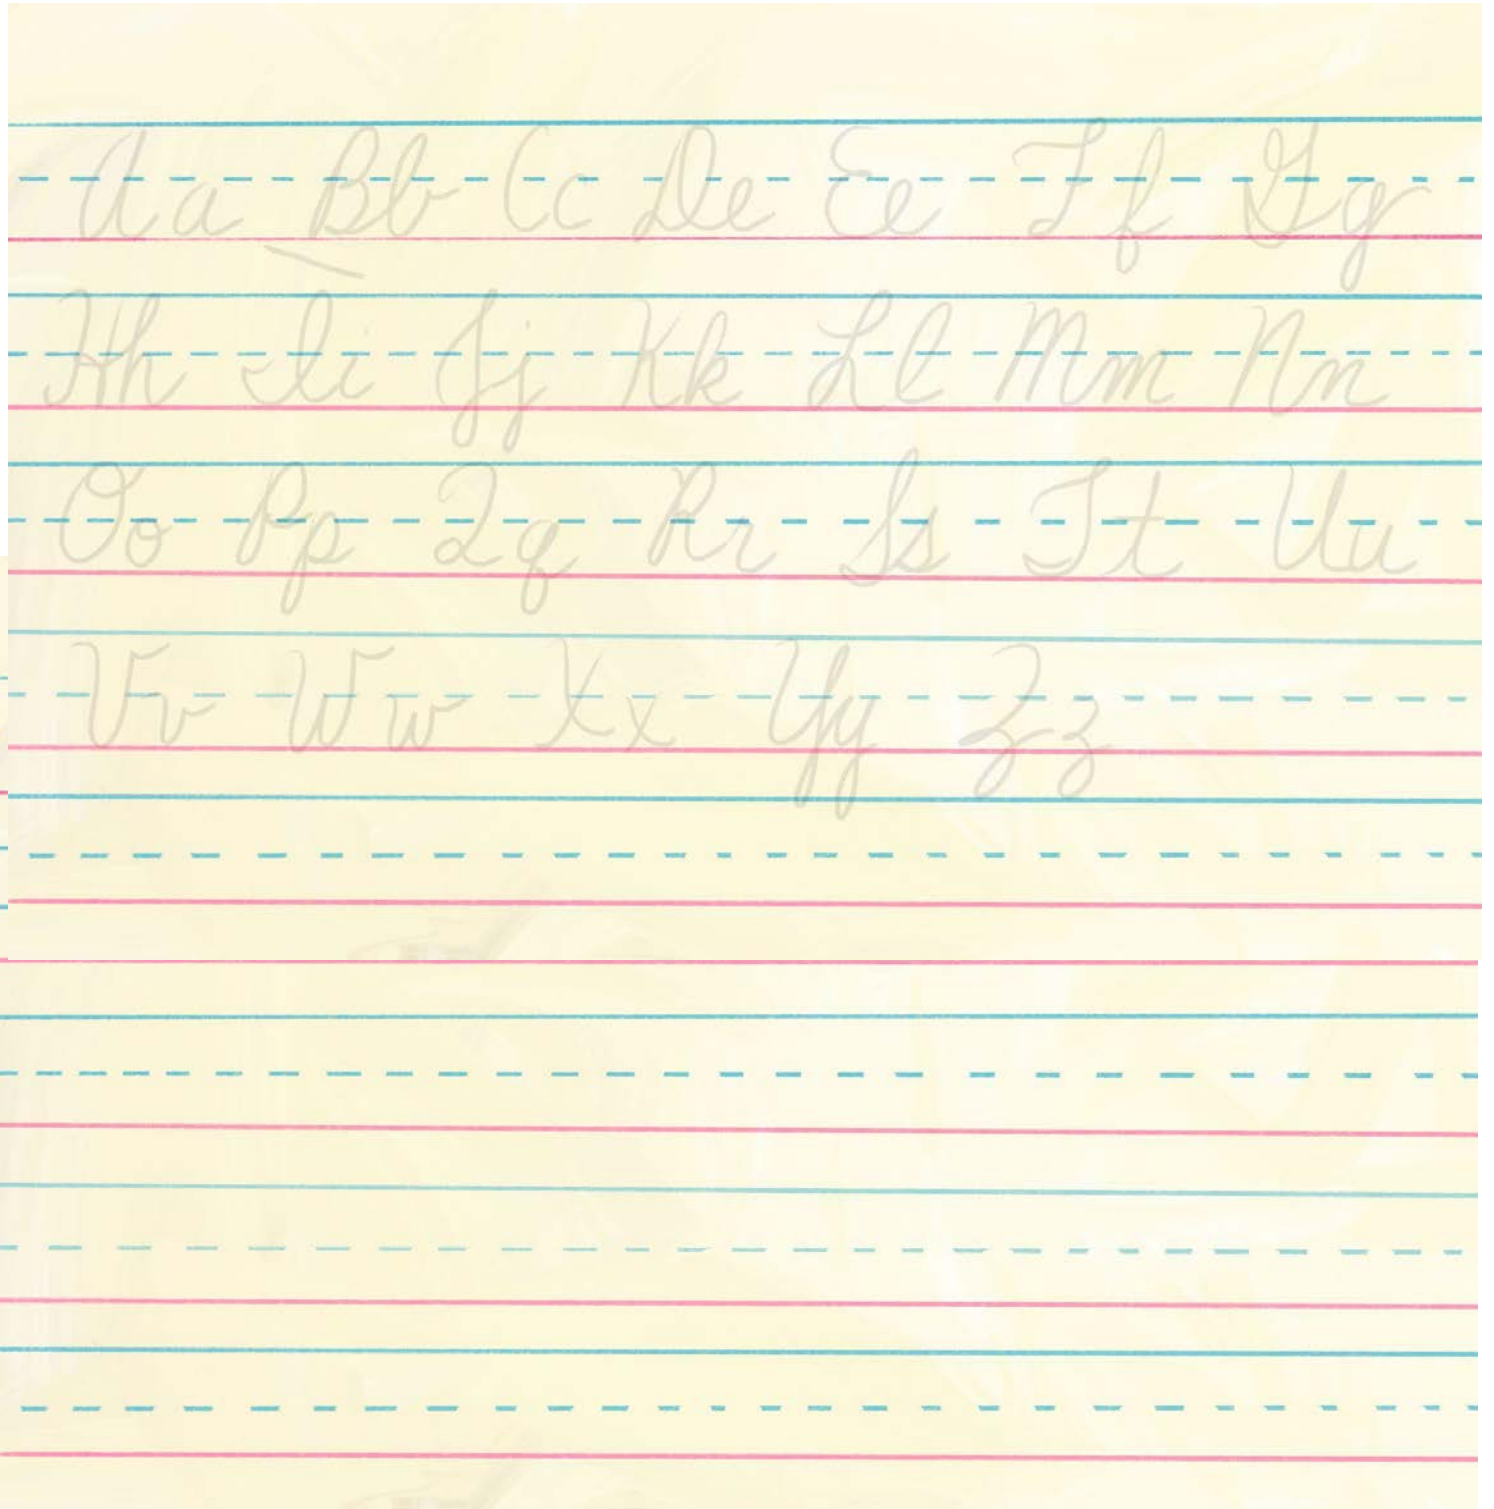 Aa Bb Cc De Ee Ff Gg
Hh Ii Jj Kk Ll Mm Nn
Oo Pp Qq Rr Ss Tt Uu
Vv Ww Xx Yy Zz